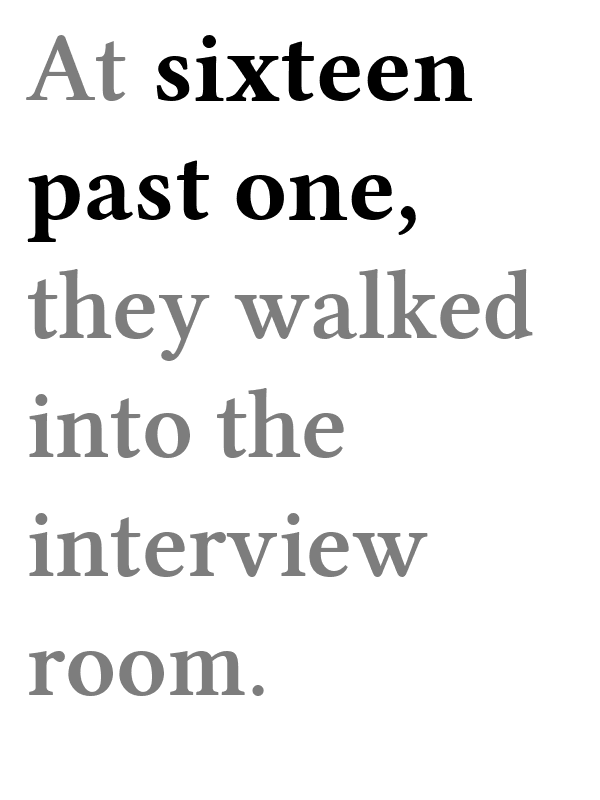 At sixteen
past one,
they walked
into the
interview
room.